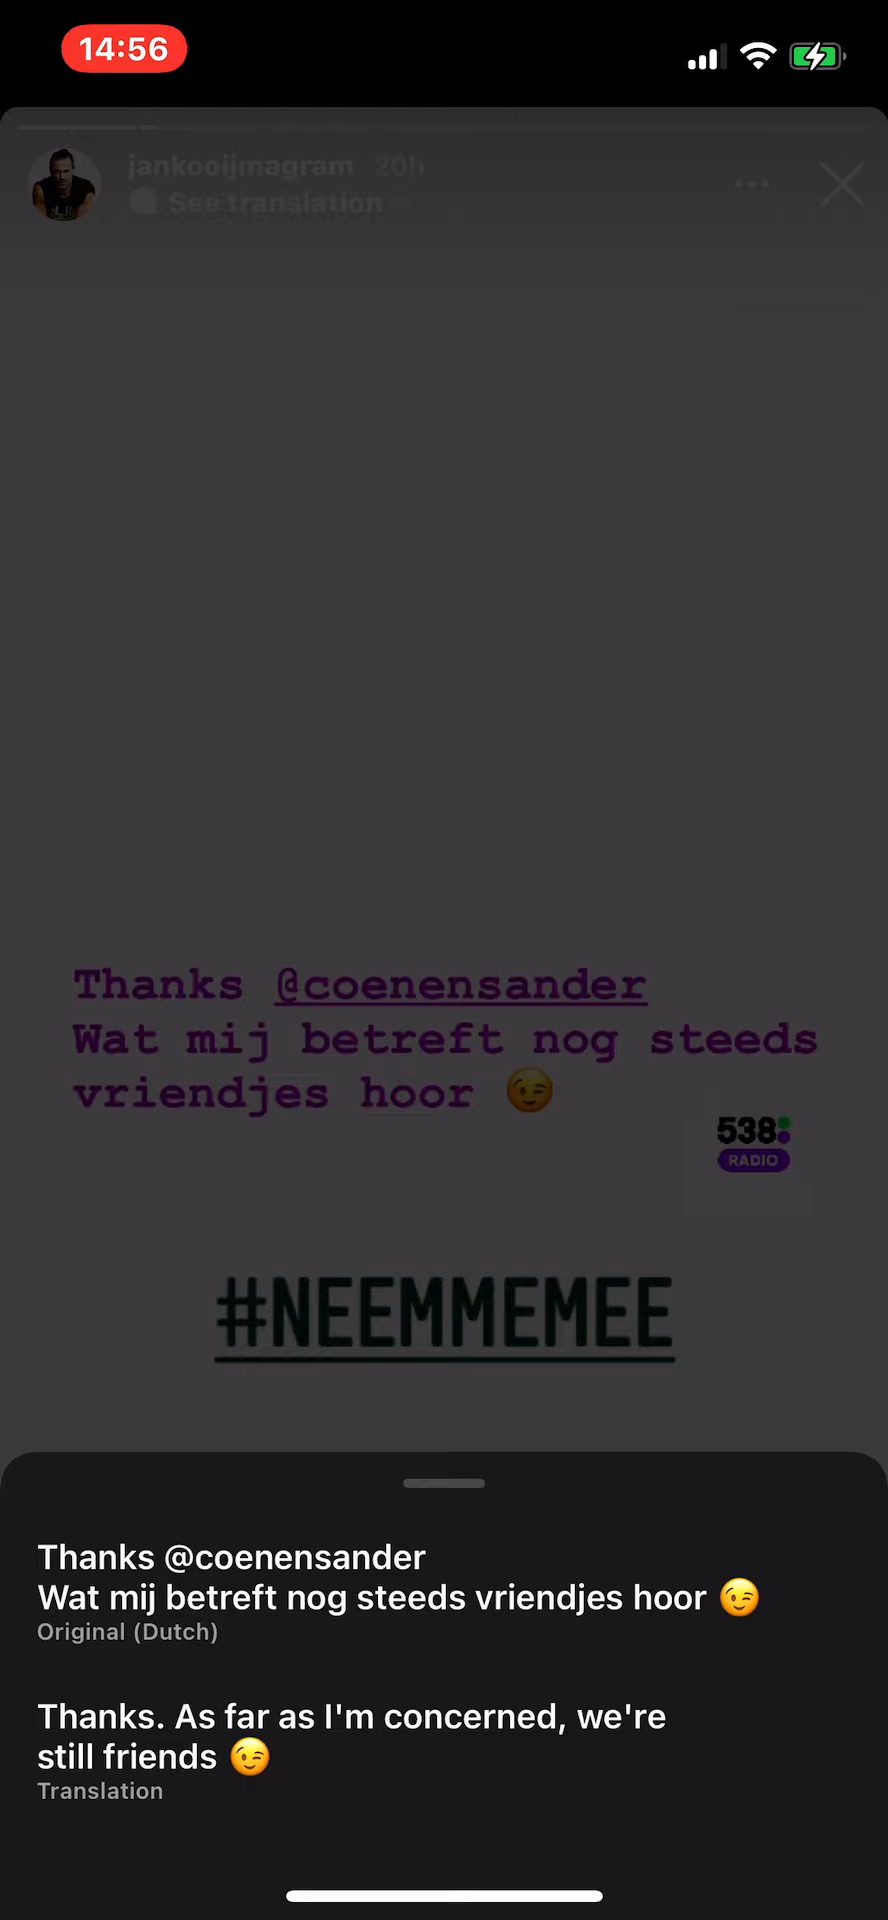 14:56
jankooijmagram 20h
See translation
Thanks @coenensander
Wat mij betreft nog steeds
vriendjes hoor 😉
538
RADIO
#NEEMMEMEE
Thanks @coenensander
Wat mij betreft nog steeds vriendjes hoor 😉
Original (Dutch)
Thanks. As far as I'm concerned, we're
still friends 😉
Translation